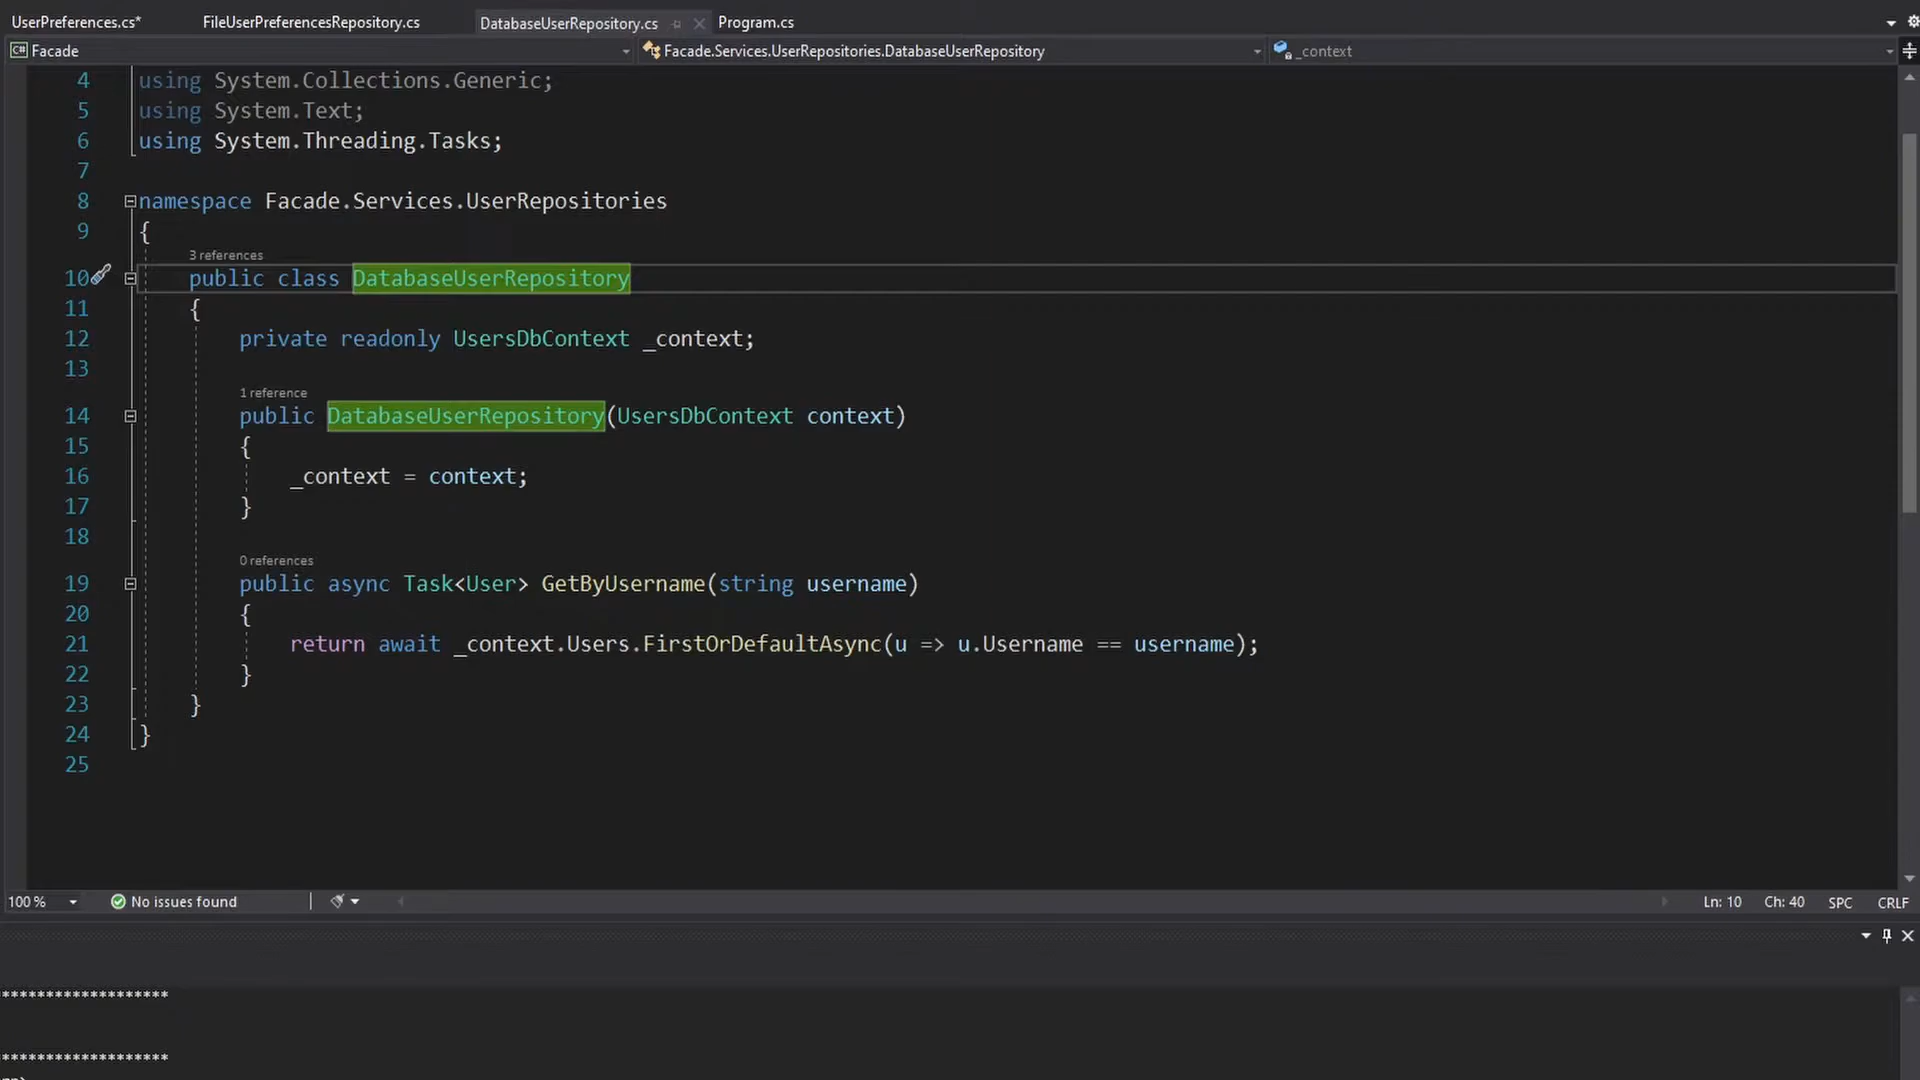 UserPreferences.cs* FileUserPreferencesRepository.cs DatabaseUserRepository.cs Program.cs
C# Facade Facade.Services.UserRepositories.DatabaseUserRepository _context
4 using System.Collections.Generic;
5 using System.Text;
6 using System.Threading.Tasks;
7
8 namespace Facade.Services.UserRepositories
9 {
3 references
10 public class DatabaseUserRepository
11 {
12 private readonly UsersDbContext _context;
13
1 reference
14 public DatabaseUserRepository(UsersDbContext context)
15 {
16 _context = context;
17 }
18
0 references
19 public async Task<User> GetByUsername(string username)
20 {
21 return await _context.Users.FirstOrDefaultAsync(u => u.Username == username);
22 }
23 }
24 }
25
100 % No issues found Ln: 10 Ch: 40 SPC CRLF
*******************
*******************